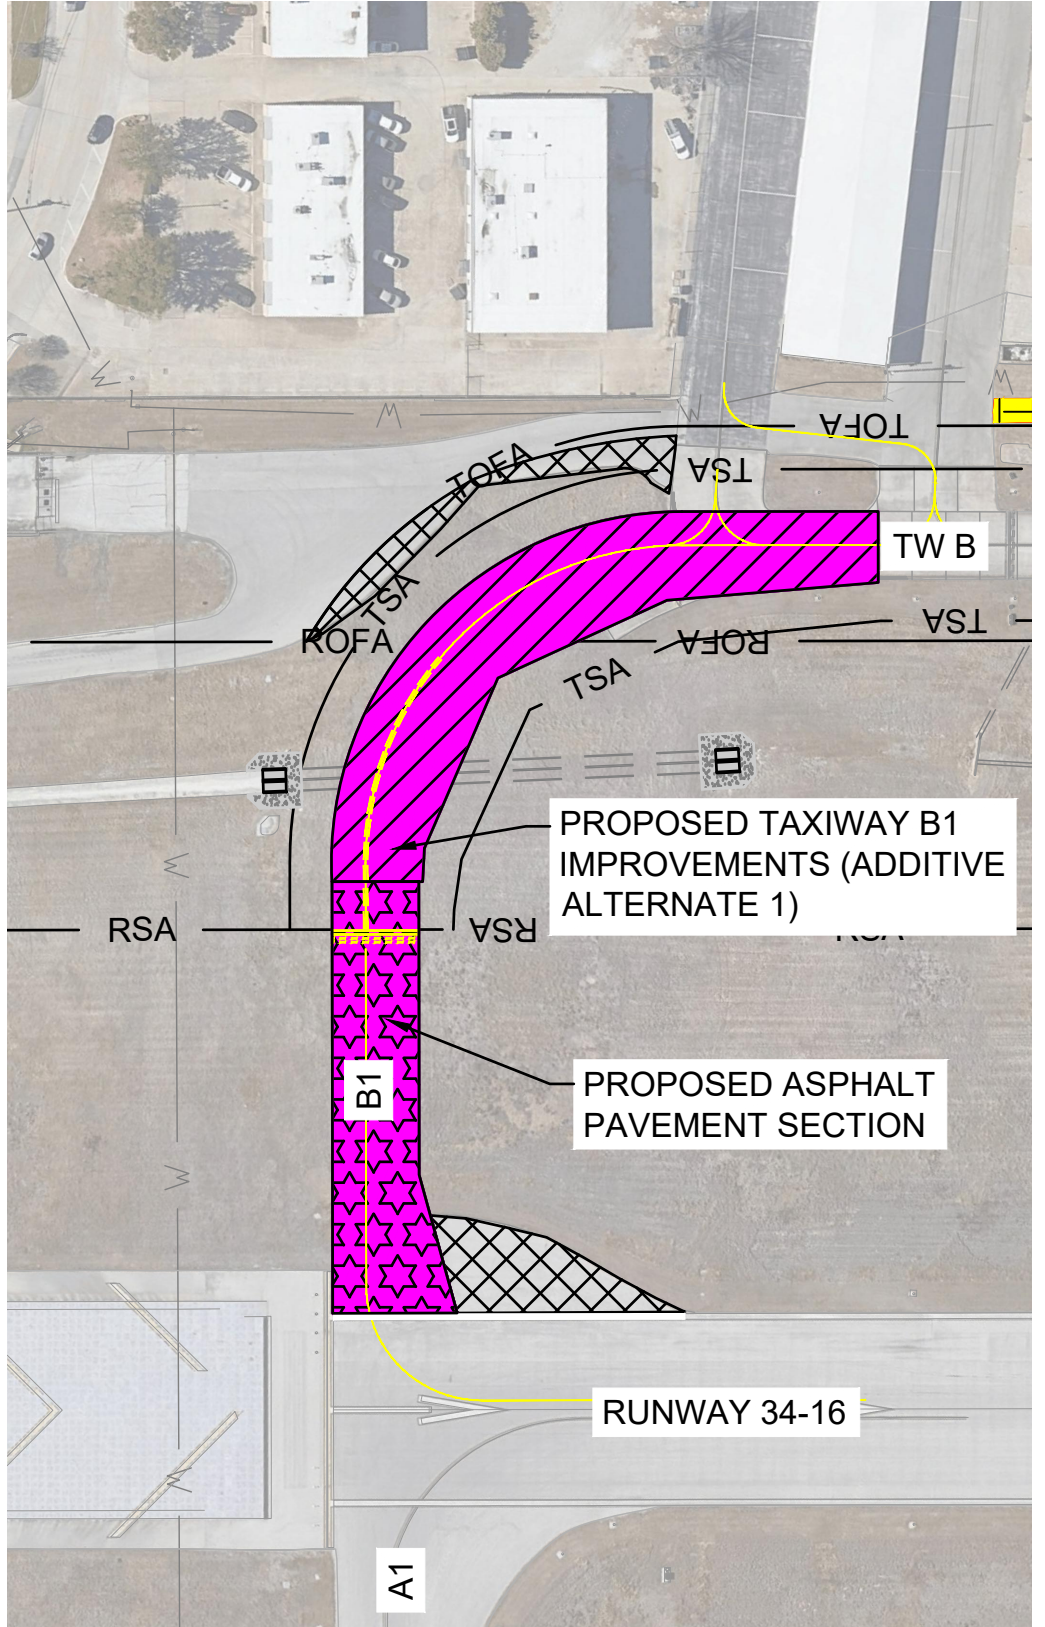 TOFA
TOFA
TSA
TW B
TSA
TSA
ROFA
ROFA
TSA
PROPOSED TAXIWAY B1
IMPROVEMENTS (ADDITIVE
ALTERNATE 1)
RSA
RSA
RSA
B1
PROPOSED ASPHALT
PAVEMENT SECTION
RUNWAY 34-16
A1